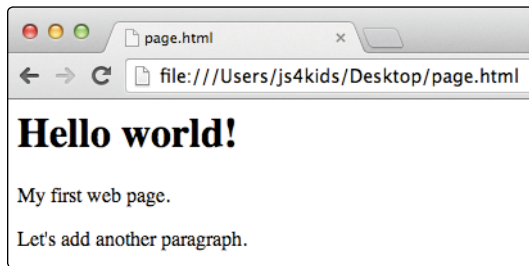 page.html
file:///Users/js4kids/Desktop/page.html
Hello world!
My first web page.
Let's add another paragraph.